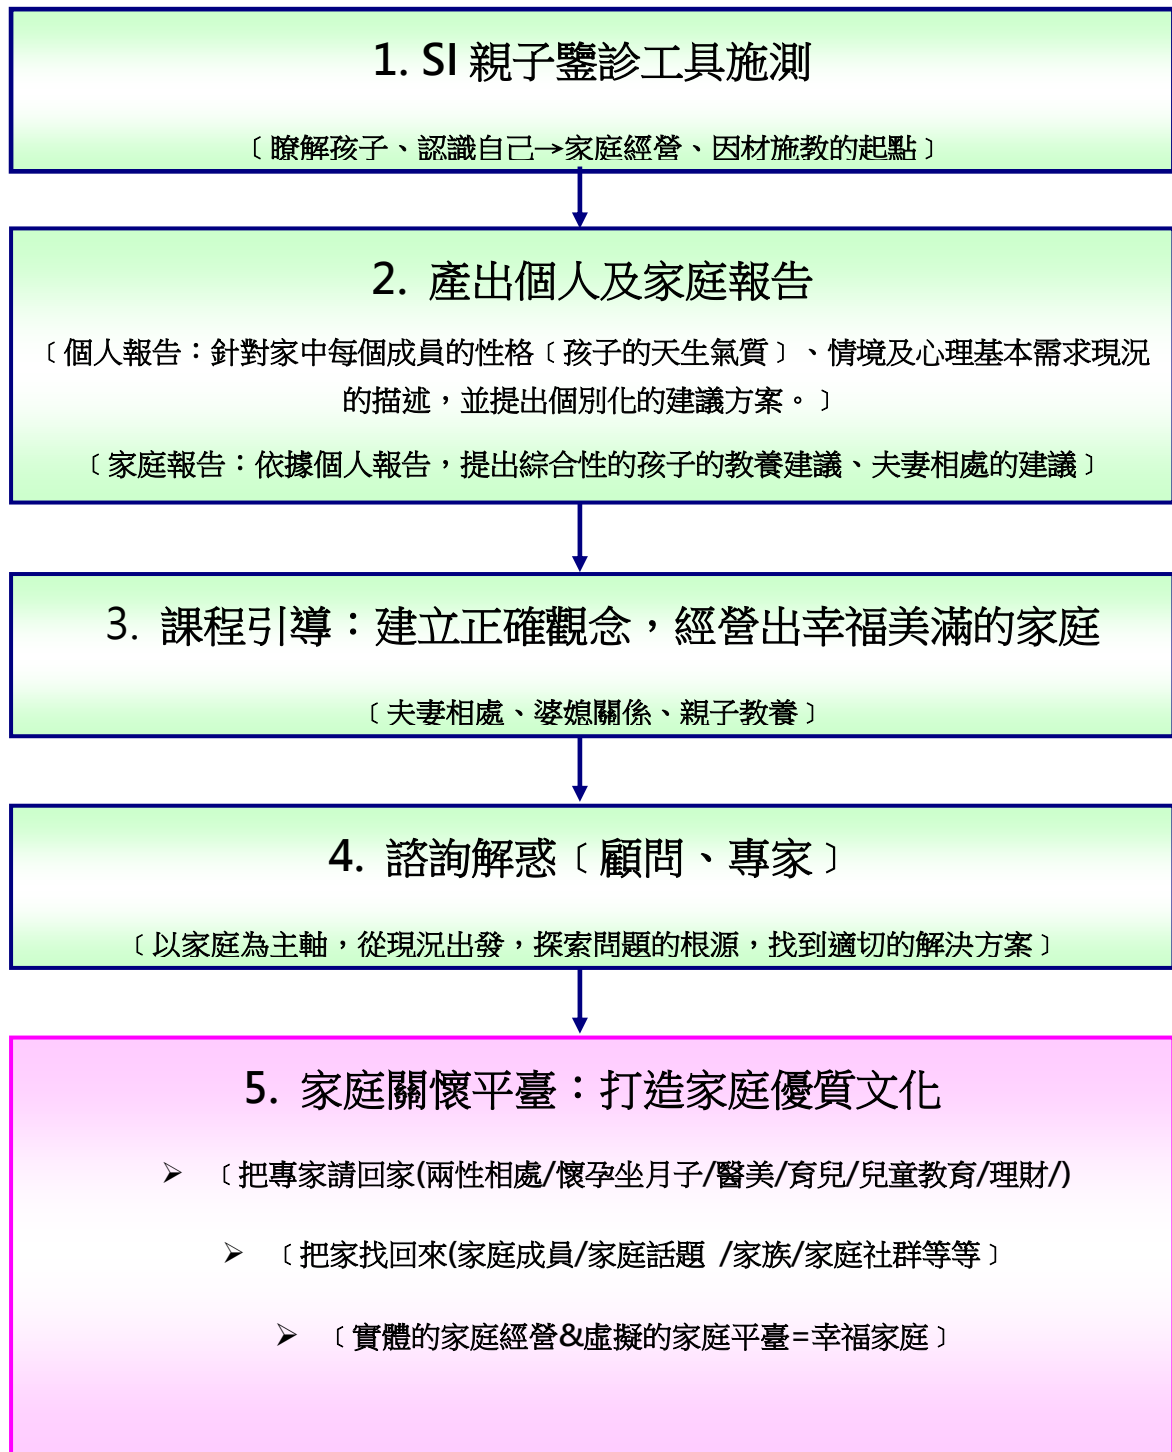 1. SI 親子鑒診工具施測
﹝瞭解孩子、認識自己→家庭經營、因材施教的起點﹞
2. 產出個人及家庭報告
﹝個人報告：針對家中每個成員的性格﹝孩子的天生氣質﹞、情境及心理基本需求現況
的描述，並提出個別化的建議方案。﹞
﹝家庭報告：依據個人報告，提出綜合性的孩子的教養建議、夫妻相處的建議﹞
3. 課程引導：建立正確觀念，經營出幸福美滿的家庭
﹝夫妻相處、婆媳關係、親子教養﹞
4. 諮詢解惑﹝顧問、專家﹞
﹝以家庭為主軸，從現況出發，探索問題的根源，找到適切的解決方案﹞
5. 家庭關懷平臺：打造家庭優質文化
➢ ﹝把專家請回家(兩性相處/懷孕坐月子/醫美/育兒/兒童教育/理財/)
➢ ﹝把家找回來(家庭成員/家庭話題 /家族/家庭社群等等﹞
➢ ﹝實體的家庭經營&虛擬的家庭平臺=幸福家庭﹞